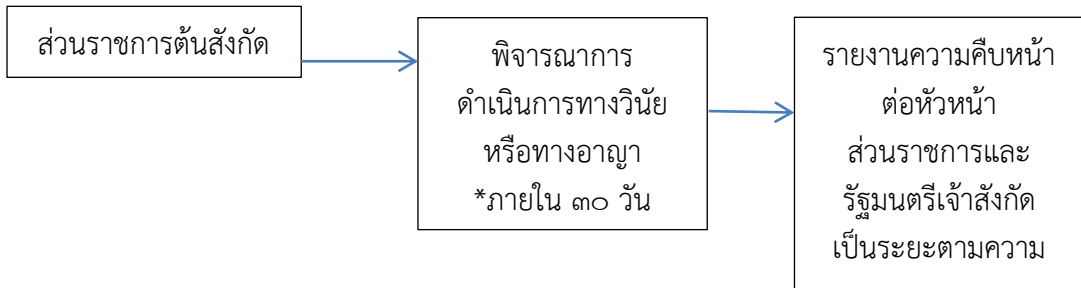 ส่วนราชการต้นสังกัด
พิจารณาการ
ดำเนินการทางวินัย
หรือทางอาญา
*ภายใน ๓๐ วัน
รายงานความคืบหน้า
ต่อหัวหน้า
ส่วนราชการและ
รัฐมนตรีเจ้าสังกัด
เป็นระยะตามความ